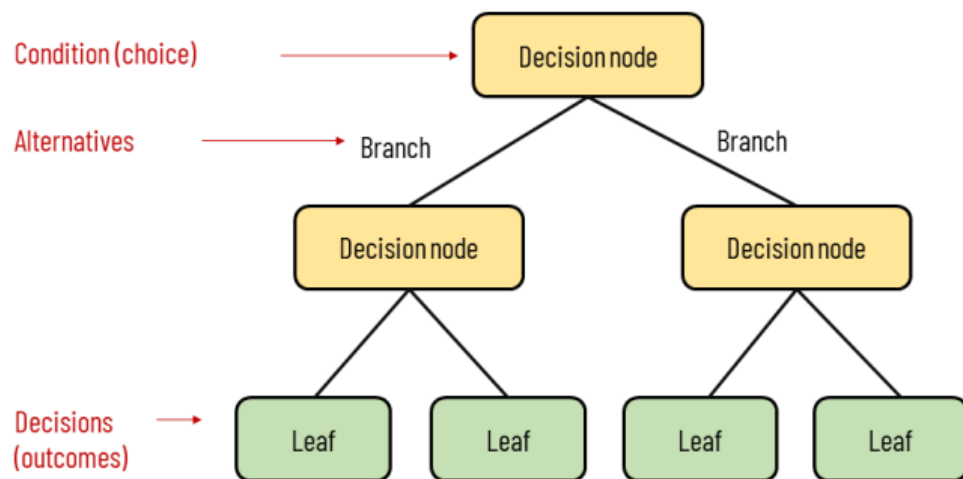 Condition (choice)
Decision node
Alternatives
Branch
Branch
Decision node
Decision node
Decisions
(outcomes)
Leaf
Leaf
Leaf
Leaf